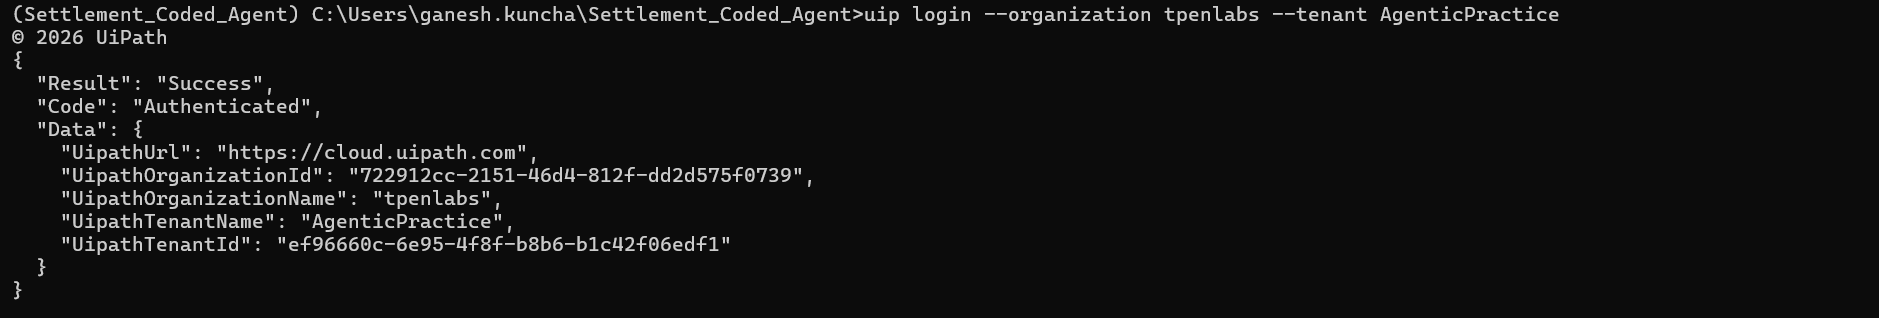 (Settlement_Coded_Agent) C:\Users\ganesh.kuncha\Settlement_Coded_Agent>uip login --organization tpenlabs --tenant AgenticPractice
© 2026 UiPath
{
  "Result": "Success",
  "Code": "Authenticated",
  "Data": {
    "UipathUrl": "https://cloud.uipath.com",
    "UipathOrganizationId": "722912cc-2151-46d4-812f-dd2d575f0739",
    "UipathOrganizationName": "tpenlabs",
    "UipathTenantName": "AgenticPractice",
    "UipathTenantId": "ef96660c-6e95-4f8f-b8b6-b1c42f06edf1"
  }
}